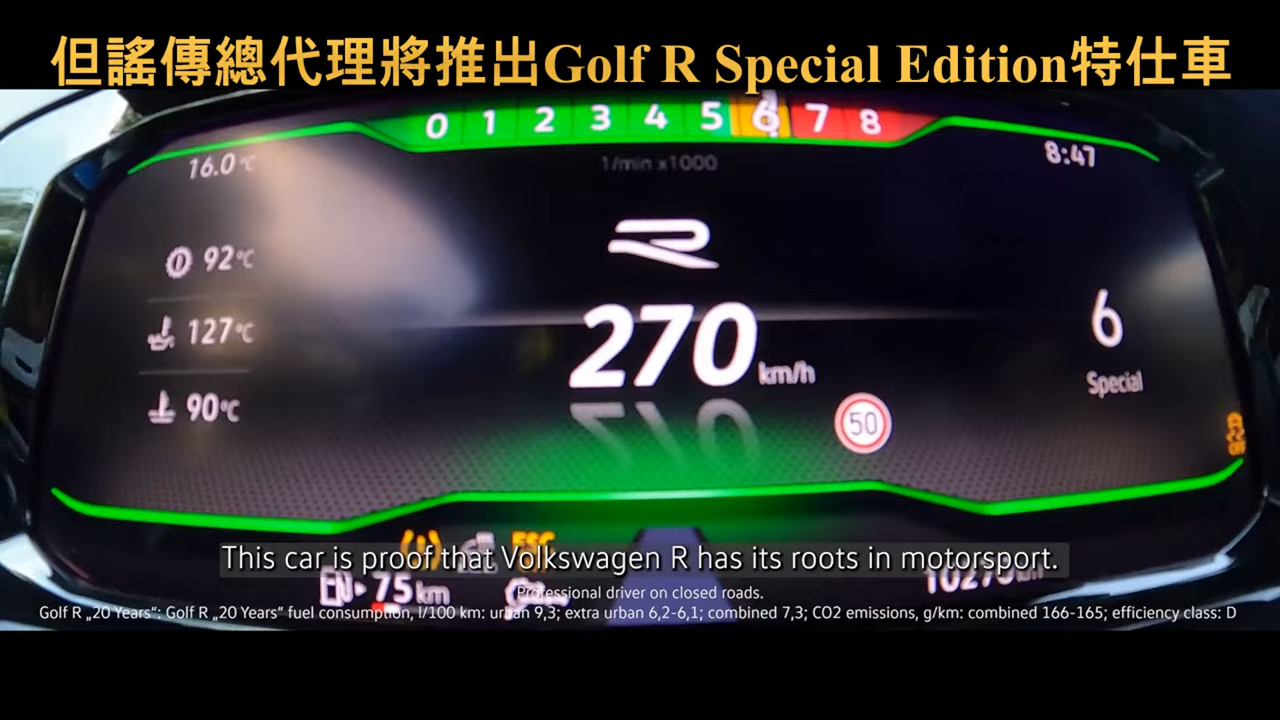 但謠傳總代理將推出Golf R Special Edition特仕車
0 1 2 3 4 5 6 7 8
1/min x1000
16.0 °C
8:47
R
92°C
127°C
90°C
270 km/h
6
Special
50
ESC
This car is proof that Volkswagen R has its roots in motorsport.
75 km
Professional driver on closed roads.
Golf R „20 Years“: Golf R „20 Years“ fuel consumption, l/100 km: urban 9,3; extra urban 6,2-6,1; combined 7,3; CO2 emissions, g/km: combined 166-165; efficiency class: D